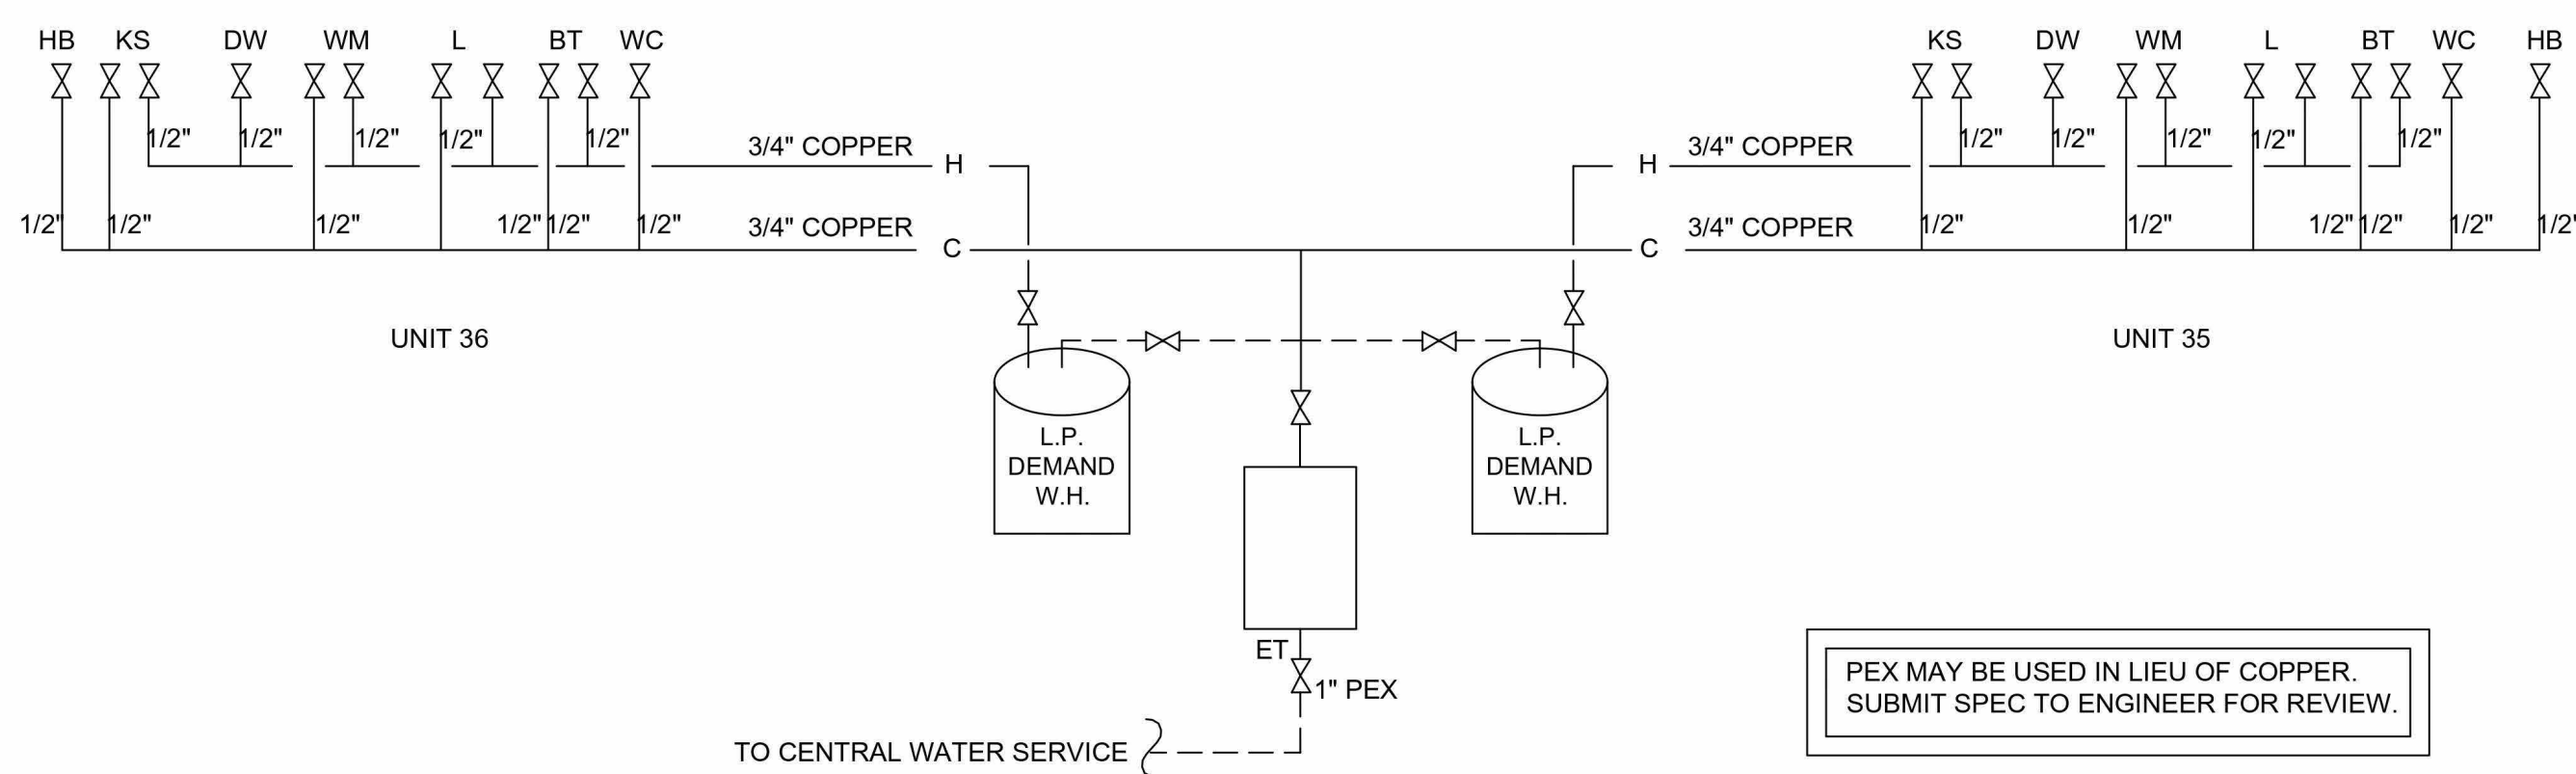 HB KS DW WM L BT WC
KS DW WM L BT WC HB
1/2" 1/2" 1/2" 1/2" 1/2"
3/4" COPPER H
H 3/4" COPPER
1/2" 1/2" 1/2" 1/2" 1/2"
1/2" 1/2" 1/2" 1/2" 1/2" 1/2"
3/4" COPPER C
C 3/4" COPPER
1/2" 1/2" 1/2" 1/2" 1/2" 1/2"
UNIT 36
UNIT 35
L.P.
DEMAND
W.H.
L.P.
DEMAND
W.H.
ET
1" PEX
TO CENTRAL WATER SERVICE
PEX MAY BE USED IN LIEU OF COPPER.
SUBMIT SPEC TO ENGINEER FOR REVIEW.